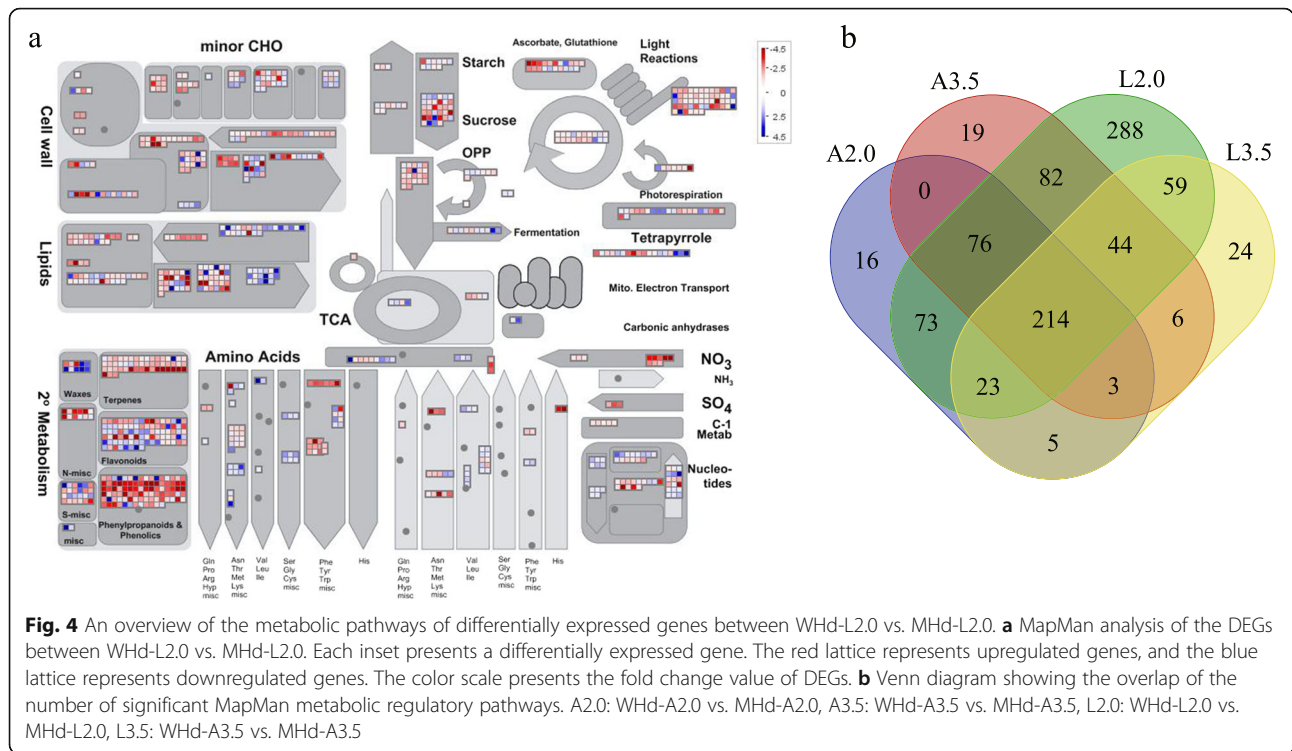 a
minor CHO
Cell wall
Lipids
2º Metabolism
Starch
Sucrose
OPP
Ascorbate, Glutathione
Light
Reactions
-4.5
-2.3
0
2.3
4.5
Photorespiration
Fermentation
Tetrapyrrole
Mito. Electron Transport
TCA
Carbonic anhydrases
Amino Acids
NO3
NH3
SO4
C-1
Metab
Nucleo-
tides
Waxes
Terpenes
N-misc
Flavonoids
S-misc
misc
Phenylpropanoids &
Phenolics
Gln
Pro
Arg
Hyp
misc
Asn
Thr
Met
Lys
misc
Val
Leu
Ile
Ser
Gly
Cys
misc
Phe
Tyr
Trp
misc
His
Gln
Pro
Arg
Hyp
misc
Asn
Thr
Met
Lys
misc
Val
Leu
Ile
Ser
Gly
Cys
misc
Phe
Tyr
Trp
misc
His
b
A2.0
A3.5
L2.0
L3.5
19
288
0
82
59
16
76
44
24
73
214
6
23
3
5
Fig. 4 An overview of the metabolic pathways of differentially expressed genes between WHd-L2.0 vs. MHd-L2.0. a MapMan analysis of the DEGs
between WHd-L2.0 vs. MHd-L2.0. Each inset presents a differentially expressed gene. The red lattice represents upregulated genes, and the blue
lattice represents downregulated genes. The color scale presents the fold change value of DEGs. b Venn diagram showing the overlap of the
number of significant MapMan metabolic regulatory pathways. A2.0: WHd-A2.0 vs. MHd-A2.0, A3.5: WHd-A3.5 vs. MHd-A3.5, L2.0: WHd-L2.0 vs.
MHd-L2.0, L3.5: WHd-A3.5 vs. MHd-A3.5